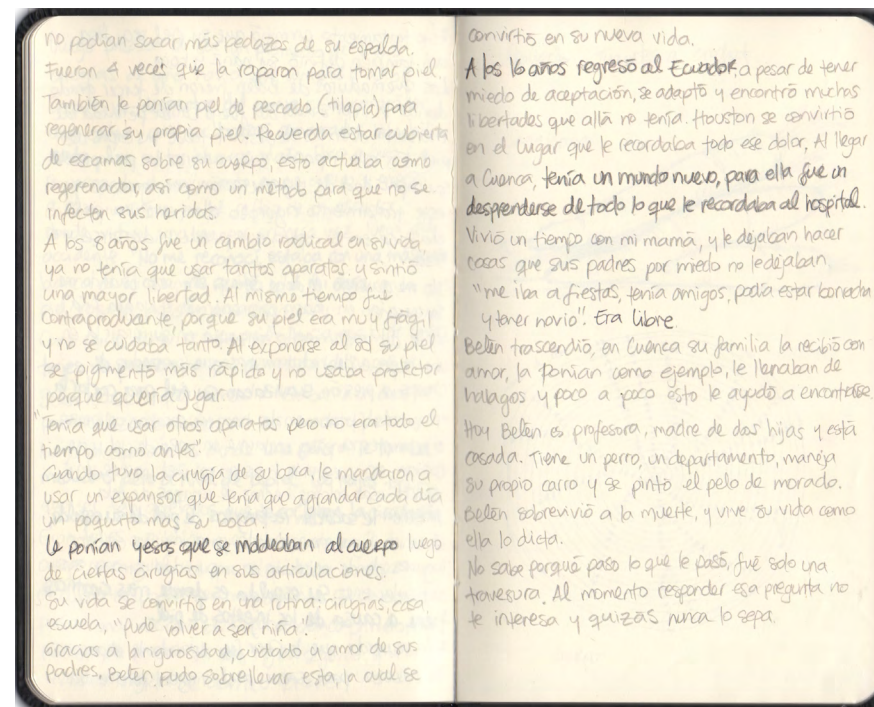 no podían sacar más pedazos de su espalda.
Fueron 4 veces que la raparon para tomar piel.
También le ponían piel de pescado (tilapia) para
regenerar su propia piel. Recuerda estar cubierta
de escamas sobre su cuerpo, esto actuaba como
regerenador así como un método para que no se
infecten sus heridas.
A los 8 años fue un cambio radical en su vida
ya no tenía que usar tantos aparatos y sintió
una mayor libertad. Al mismo tiempo fue
contraproducente, porque su piel era muy frágil
y no se cuidaba tanto. Al exponerse al sol su piel
se pigmentó más rápida y no usaba protector
porque quería jugar.
"Tenía que usar otros aparatos pero no era todo el
tiempo como antes".
Cuando tuvo la cirugía de su boca, le mandaron a
usar un expansor que tenía que agrandar cada día
un poquito mas su boca.
Le ponían yesos que se moldeaban al cuerpo luego
de ciertas cirugías en sus articulaciones.
Su vida se convirtió en una rutina: cirugías, casa,
escuela, "pude volver a ser niña".
Gracias a la rigurosidad, cuidado y amor de sus
padres, Belén pudo sobrellevar esta, la cual se
convirtió en su nueva vida.
A los 16 años regresó al Ecuador, a pesar de tener
miedo de aceptación, se adaptó y encontró muchas
libertades que allá no tenía. Houston se convirtió
en el lugar que le recordaba todo ese dolor, Al llegar
a Cuenca, tenía un mundo nuevo, para ella fue un
desprenderse de todo lo que le recordaba al hospital.
Vivió un tiempo con mi mamá, y le dejaban hacer
cosas que sus padres por miedo no le dejaban
"me iba a fiestas, tenía amigos, podía estar borracha
y tener novio". Era libre.
Belén trascendió, en Cuenca su familia la recibió con
amor, la ponían como ejemplo, le llenaban de
halagos y poco a poco esto le ayudó a encontrarse.
Hoy Belén es profesora, madre de dos hijas y está
casada. Tiene un perro, un departamento, maneja
su propio carro y se pintó el pelo de morado.
Belén sobrevivió a la muerte, y vive su vida como
ella lo dicta.
No sabe porqué paso lo que le pasó, fué solo una
travesura. Al momento responder esa pregunta no
le interesa y quizás nunca lo sepa.